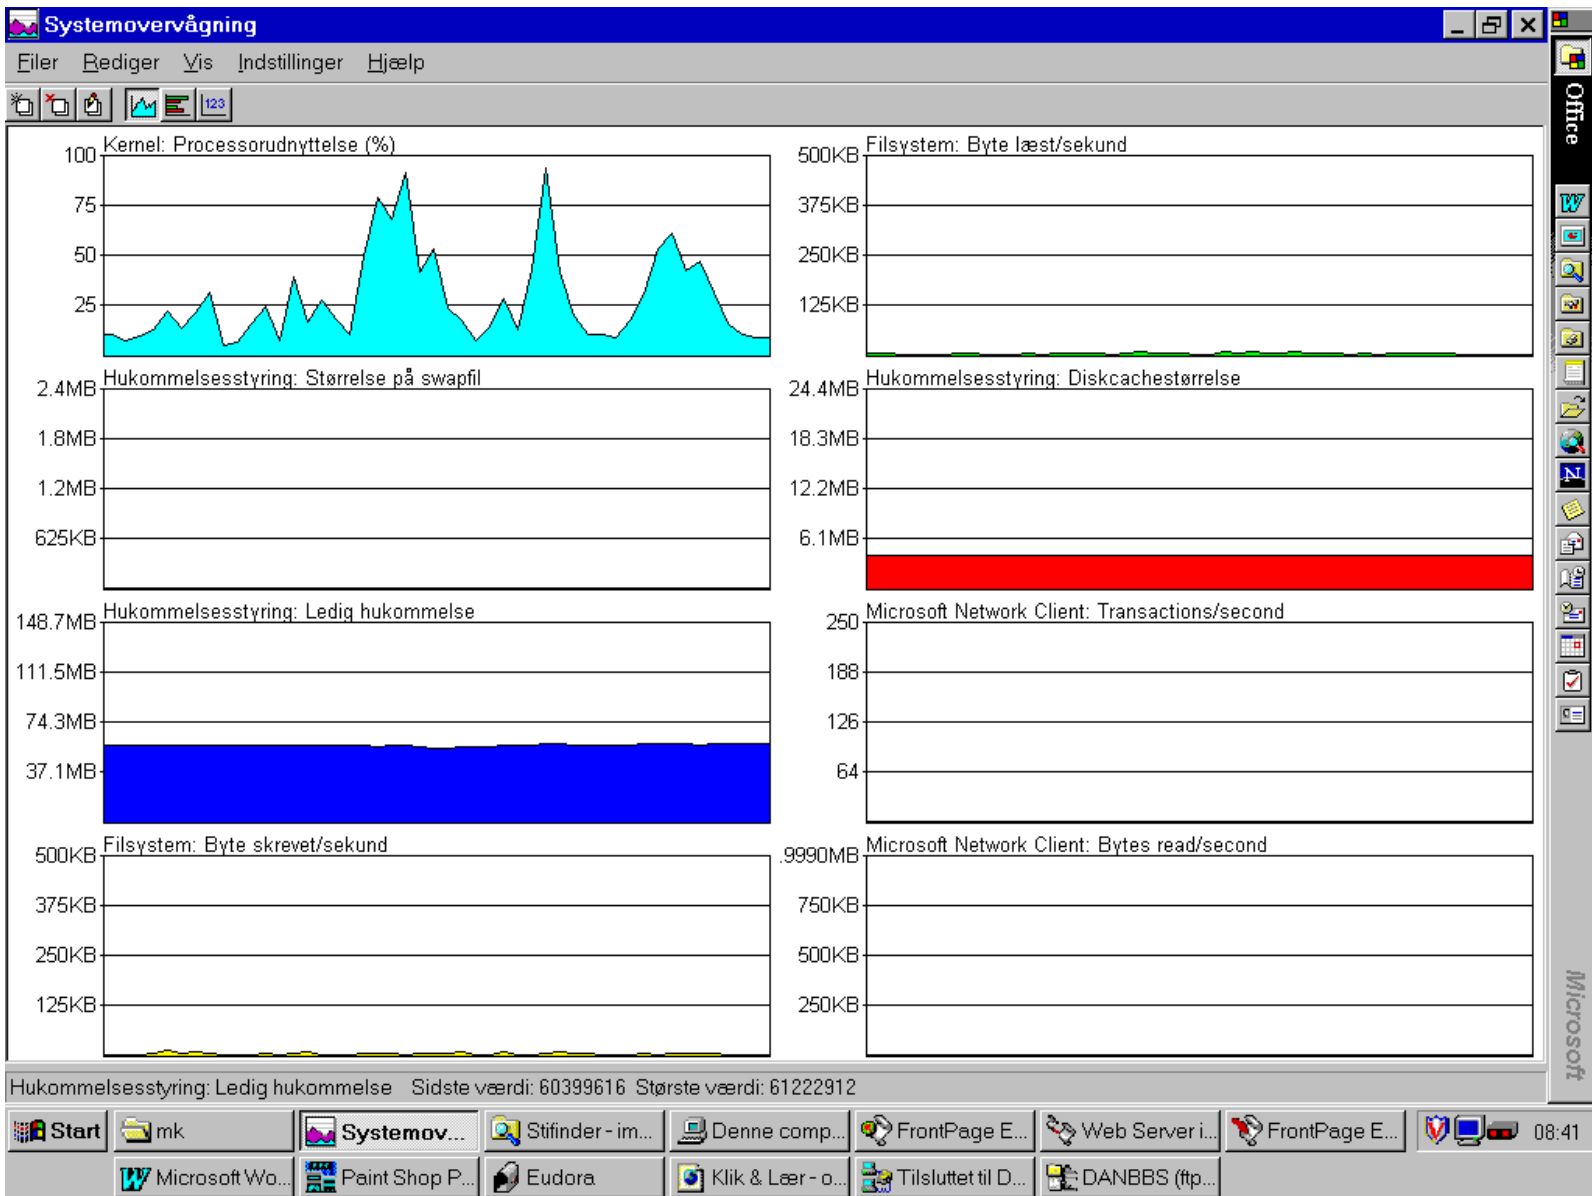 Systemovervågning
Filer Rediger Vis Indstillinger Hjælp
123
Kernel: Processorudnyttelse (%)
100
75
50
25
Filsystem: Byte læst/sekund
500KB
375KB
250KB
125KB
Hukommelsesstyring: Størrelse på swapfil
2.4MB
1.8MB
1.2MB
625KB
Hukommelsesstyring: Diskcachestørrelse
24.4MB
18.3MB
12.2MB
6.1MB
Hukommelsesstyring: Ledig hukommelse
148.7MB
111.5MB
74.3MB
37.1MB
Microsoft Network Client: Transactions/second
250
188
126
64
Filsystem: Byte skrevet/sekund
500KB
375KB
250KB
125KB
Microsoft Network Client: Bytes read/second
.9990MB
750KB
500KB
250KB
Hukommelsesstyring: Ledig hukommelse Sidste værdi: 60399616 Største værdi: 61222912
Office
Microsoft
Start mk Systemov... Stifinder - im... Denne comp... FrontPage E... Web Server i... FrontPage E... 08:41
Microsoft Wo... Paint Shop P... Eudora Klik & Lær - o... Tilsluttet til D... DANBBS (ftp...